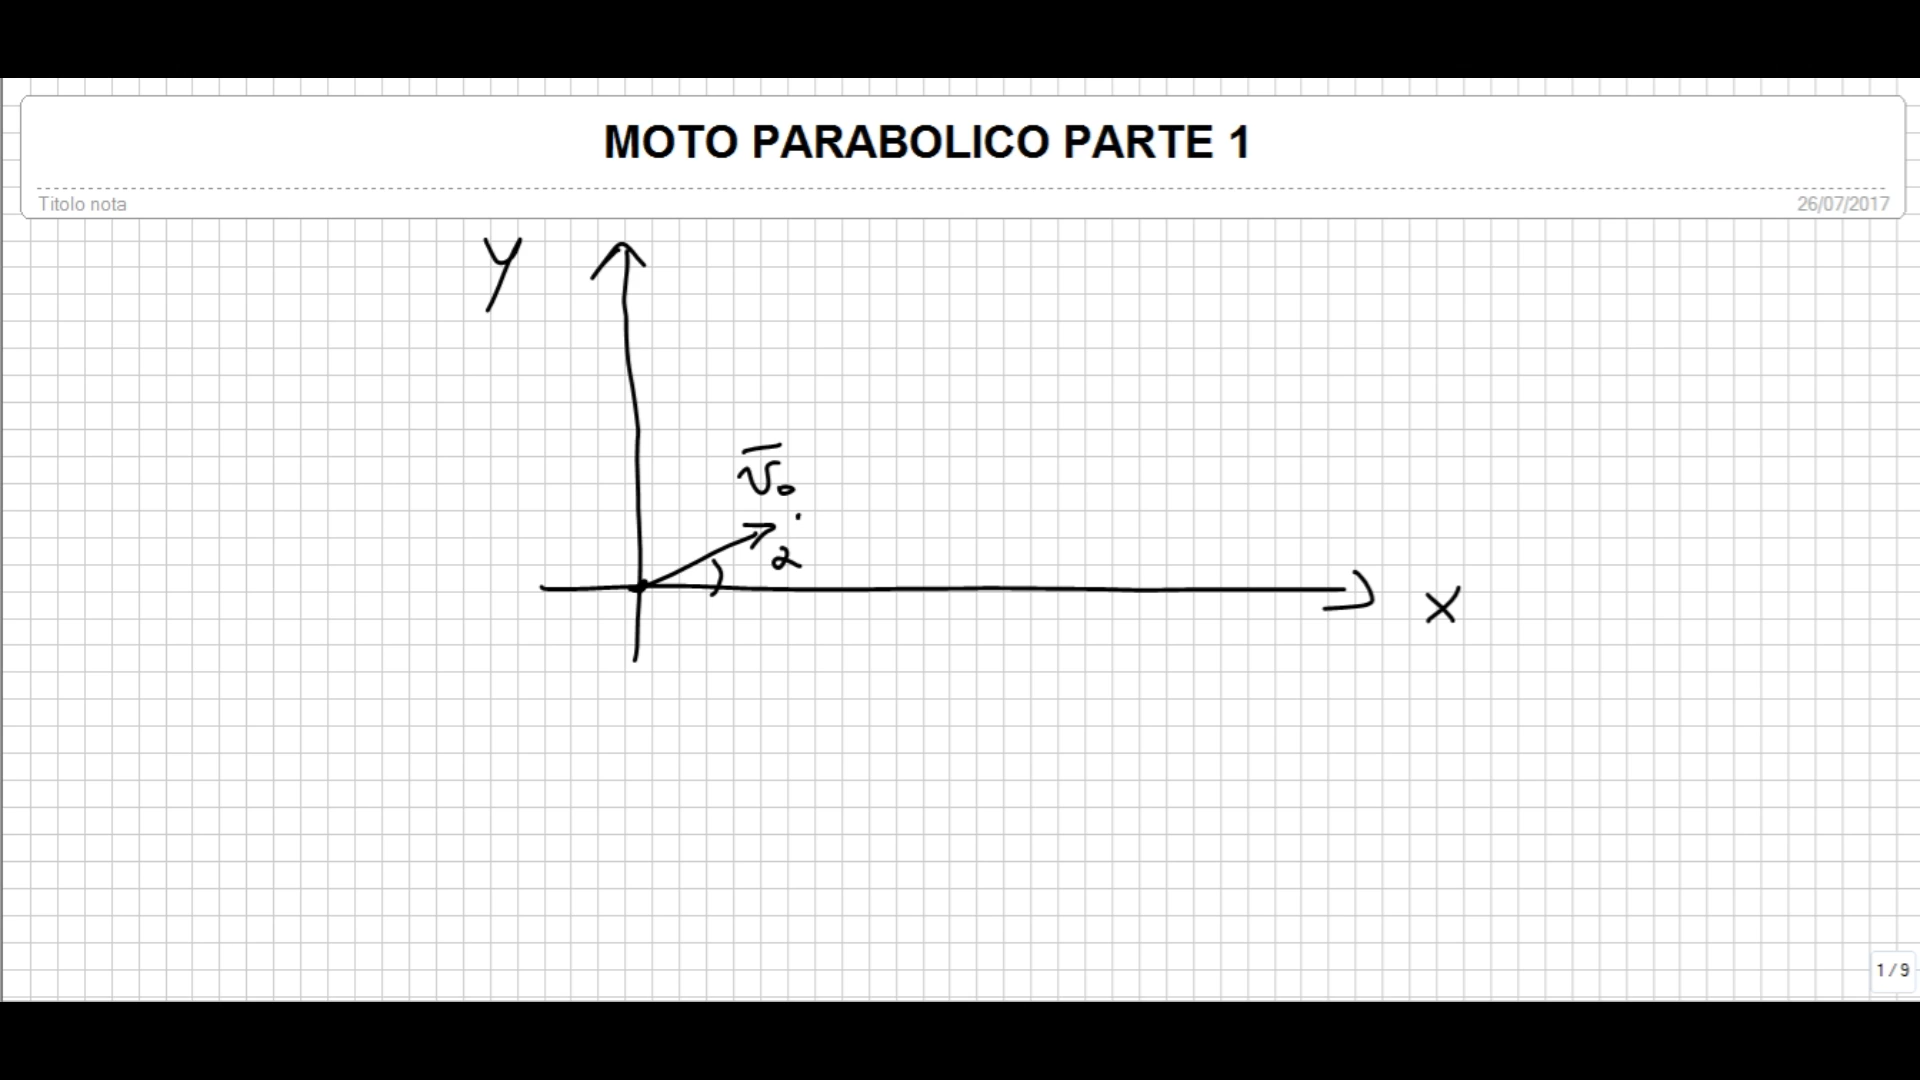 MOTO PARABOLICO PARTE 1
Titolo nota
26/07/2017
y
v̅₀
α
x
1 / 9